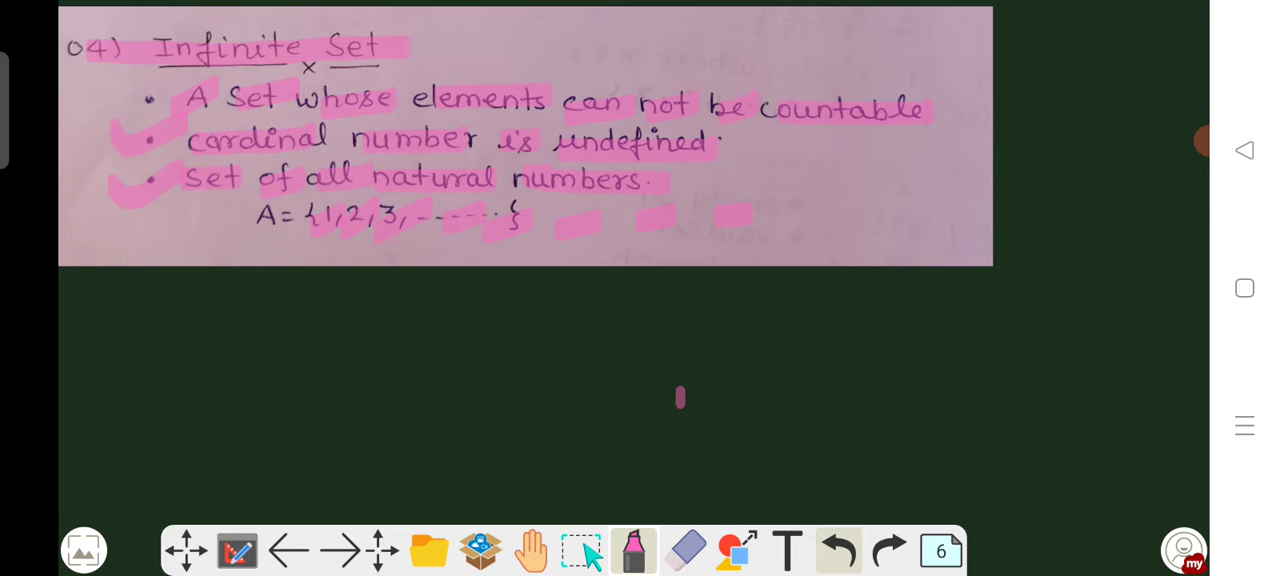 04) Infinite Set
x
• A Set whose elements can not be countable
• cardinal number is undefined.
• Set of all natural numbers.
A = {1, 2, 3, ------- }
T
6
my